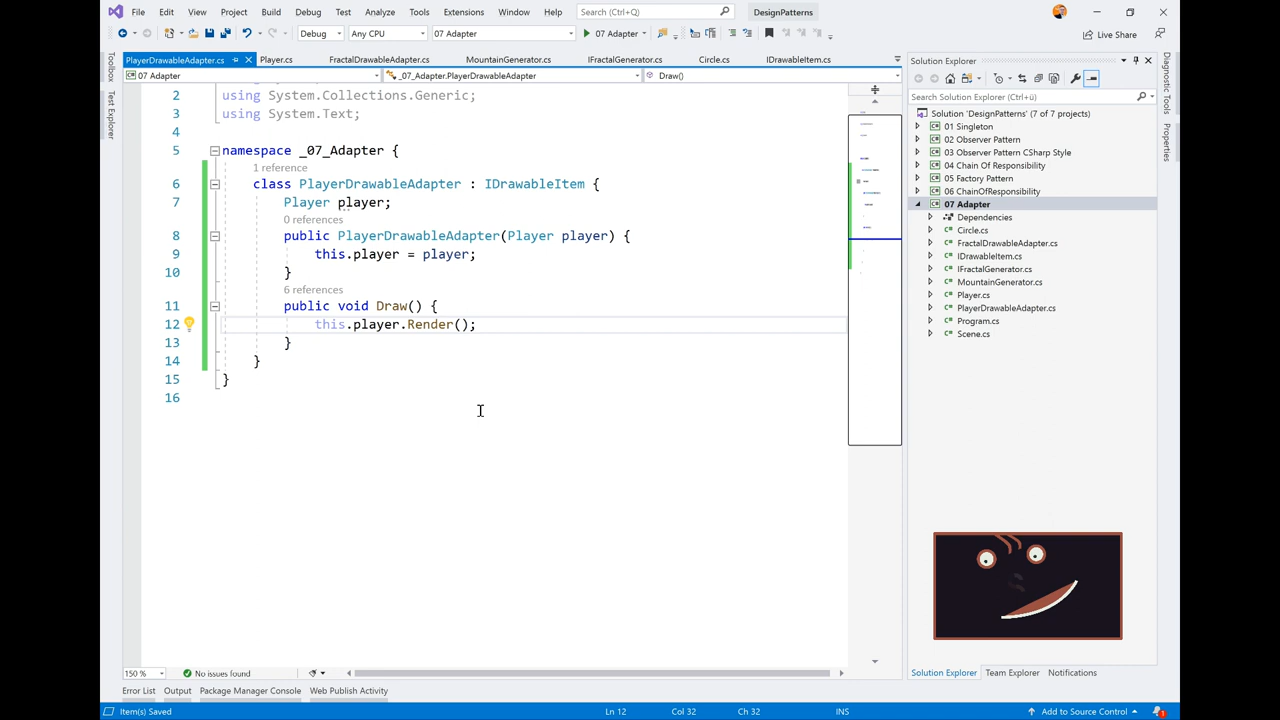 File Edit View Project Build Debug Test Analyze Tools Extensions Window Help Search (Ctrl+Q) DesignPatterns
Debug Any CPU 07 Adapter 07 Adapter Live Share
PlayerDrawableAdapter.cs Player.cs FractalDrawableAdapter.cs MountainGenerator.cs IFractalGenerator.cs Circle.cs IDrawableItem.cs
07 Adapter _07_Adapter.PlayerDrawableAdapter Draw()
Toolbox
Test Explorer
2 using System.Collections.Generic;
3 using System.Text;
4
5 namespace _07_Adapter {
1 reference
6 class PlayerDrawableAdapter : IDrawableItem {
7 Player player;
0 references
8 public PlayerDrawableAdapter(Player player) {
9 this.player = player;
10 }
6 references
11 public void Draw() {
12 this.player.Render();
13 }
14 }
15 }
16
150 % No issues found
Solution Explorer
Search Solution Explorer (Ctrl+ü)
Solution 'DesignPatterns' (7 of 7 projects)
01 Singleton
02 Observer Pattern
03 Observer Pattern CSharp Style
04 Chain Of Responsibility
05 Factory Pattern
06 ChainOfResponsibility
07 Adapter
Dependencies
Circle.cs
FractalDrawableAdapter.cs
IDrawableItem.cs
IFractalGenerator.cs
MountainGenerator.cs
Player.cs
PlayerDrawableAdapter.cs
Program.cs
Scene.cs
Solution Explorer Team Explorer Notifications
Diagnostic Tools
Properties
Error List Output Package Manager Console Web Publish Activity
Item(s) Saved Ln 12 Col 32 Ch 32 INS Add to Source Control 1